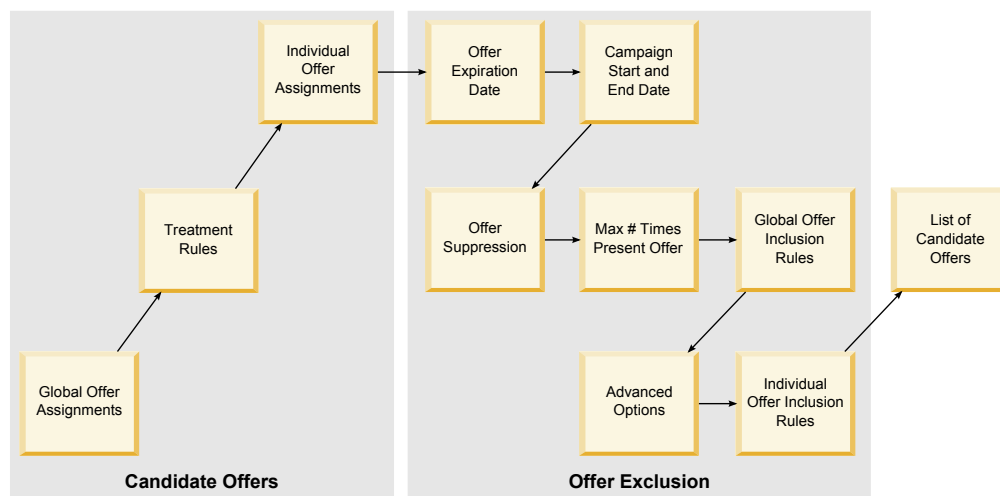 Individual
Offer
Assignments
Offer
Expiration
Date
Campaign
Start and
End Date
Treatment
Rules
Offer
Suppression
Max # Times
Present Offer
Global Offer
Inclusion
Rules
List of
Candidate
Offers
Global Offer
Assignments
Advanced
Options
Individual
Offer Inclusion
Rules
Candidate Offers
Offer Exclusion